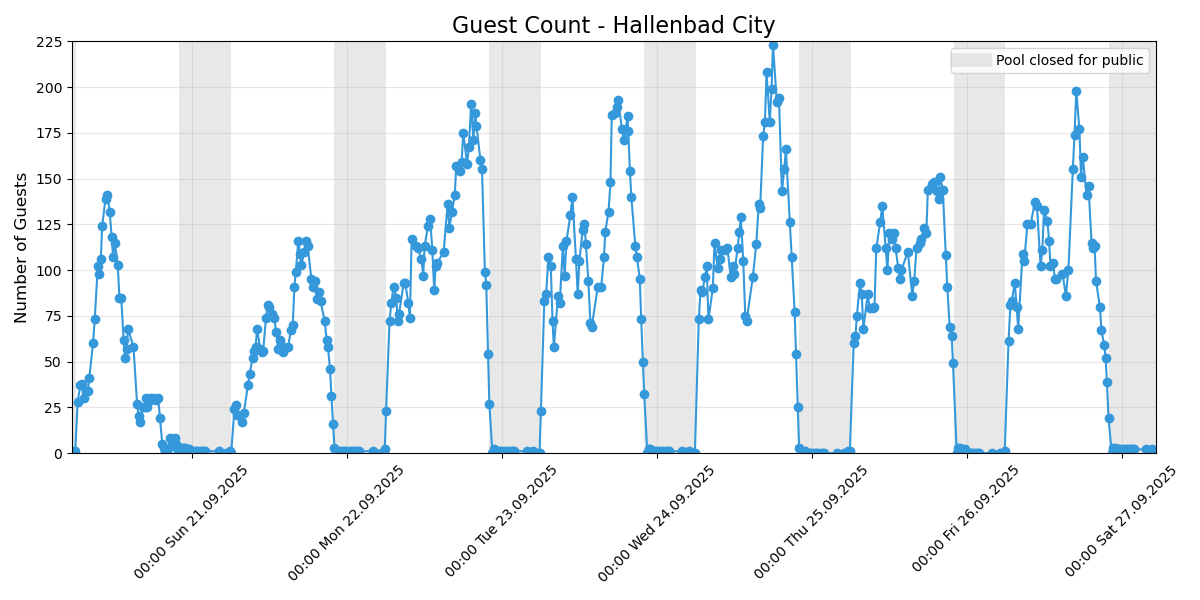 Guest Count - Hallenbad City
Pool closed for public
Number of Guests
225
200
175
150
125
100
75
50
25
0
00:00 Sun 21.09.2025
00:00 Mon 22.09.2025
00:00 Tue 23.09.2025
00:00 Wed 24.09.2025
00:00 Thu 25.09.2025
00:00 Fri 26.09.2025
00:00 Sat 27.09.2025